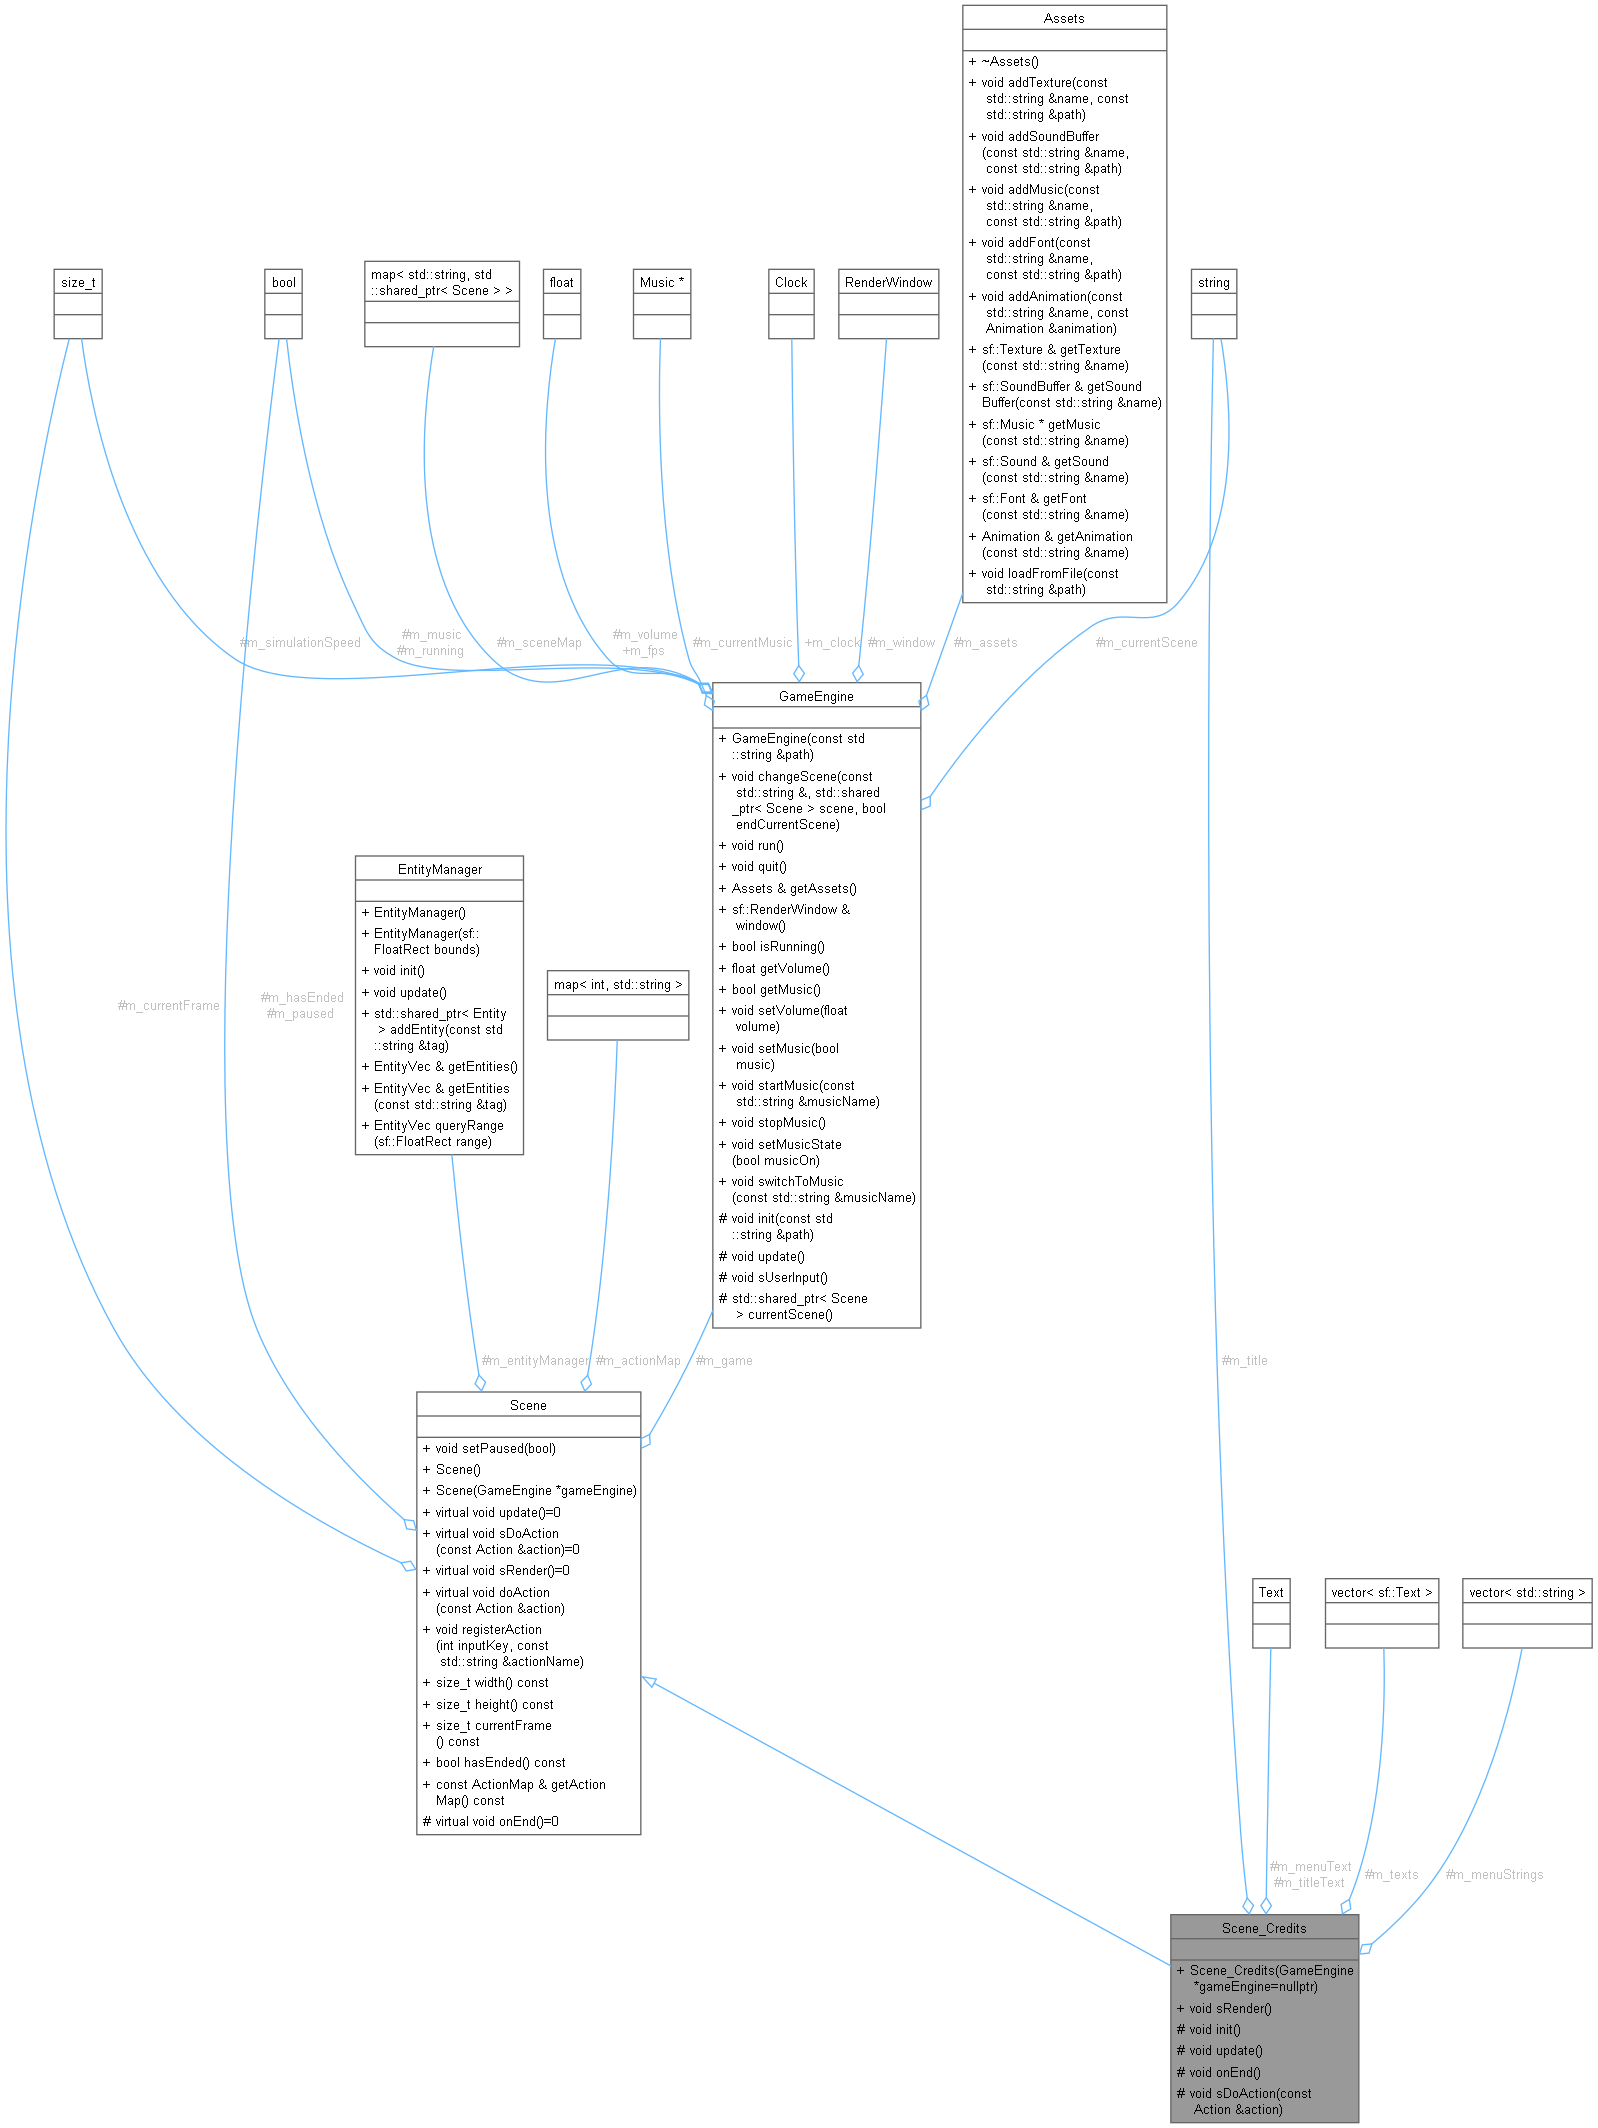 Assets
+ ~Assets()
+ void addTexture(const
std::string &name, const
std::string &path)
+ void addSoundBuffer
(const std::string &name,
const std::string &path)
+ void addMusic(const
std::string &name,
const std::string &path)
+ void addFont(const
std::string &name,
const std::string &path)
+ void addAnimation(const
std::string &name, const
Animation &animation)
+ sf::Texture & getTexture
(const std::string &name)
+ sf::SoundBuffer & getSound
Buffer(const std::string &name)
+ sf::Music * getMusic
(const std::string &name)
+ sf::Sound & getSound
(const std::string &name)
+ sf::Font & getFont
(const std::string &name)
+ Animation & getAnimation
(const std::string &name)
+ void loadFromFile(const
std::string &path)
size_t
bool
map< std::string, std
::shared_ptr< Scene > >
float
Music *
Clock
RenderWindow
string
#m_simulationSpeed
#m_music
#m_running
#m_sceneMap
#m_volume
+m_fps
#m_currentMusic
+m_clock
#m_window
#m_assets
#m_currentScene
GameEngine
+ GameEngine(const std
::string &path)
+ void changeScene(const
std::string &, std::shared
_ptr< Scene > scene, bool
endCurrentScene)
+ void run()
+ void quit()
+ Assets & getAssets()
+ sf::RenderWindow &
window()
+ bool isRunning()
+ float getVolume()
+ bool getMusic()
+ void setVolume(float
volume)
+ void setMusic(bool
music)
+ void startMusic(const
std::string &musicName)
+ void stopMusic()
+ void setMusicState
(bool musicOn)
+ void switchToMusic
(const std::string &musicName)
# void init(const std
::string &path)
# void update()
# void sUserInput()
# std::shared_ptr< Scene
> currentScene()
EntityManager
+ EntityManager()
+ EntityManager(sf::
FloatRect bounds)
+ void init()
+ void update()
+ std::shared_ptr< Entity
> addEntity(const std
::string &tag)
+ EntityVec & getEntities()
+ EntityVec & getEntities
(const std::string &tag)
+ EntityVec queryRange
(sf::FloatRect range)
map< int, std::string >
#m_currentFrame
#m_hasEnded
#m_paused
#m_entityManager
#m_actionMap
#m_game
#m_title
Scene
+ void setPaused(bool)
+ Scene()
+ Scene(GameEngine *gameEngine)
+ virtual void update()=0
+ virtual void sDoAction
(const Action &action)=0
+ virtual void sRender()=0
+ virtual void doAction
(const Action &action)
+ void registerAction
(int inputKey, const
std::string &actionName)
+ size_t width() const
+ size_t height() const
+ size_t currentFrame
() const
+ bool hasEnded() const
+ const ActionMap & getAction
Map() const
# virtual void onEnd()=0
Text
vector< sf::Text >
vector< std::string >
#m_menuText
#m_titleText
#m_texts
#m_menuStrings
Scene_Credits
+ Scene_Credits(GameEngine
*gameEngine=nullptr)
+ void sRender()
# void init()
# void update()
# void onEnd()
# void sDoAction(const
Action &action)